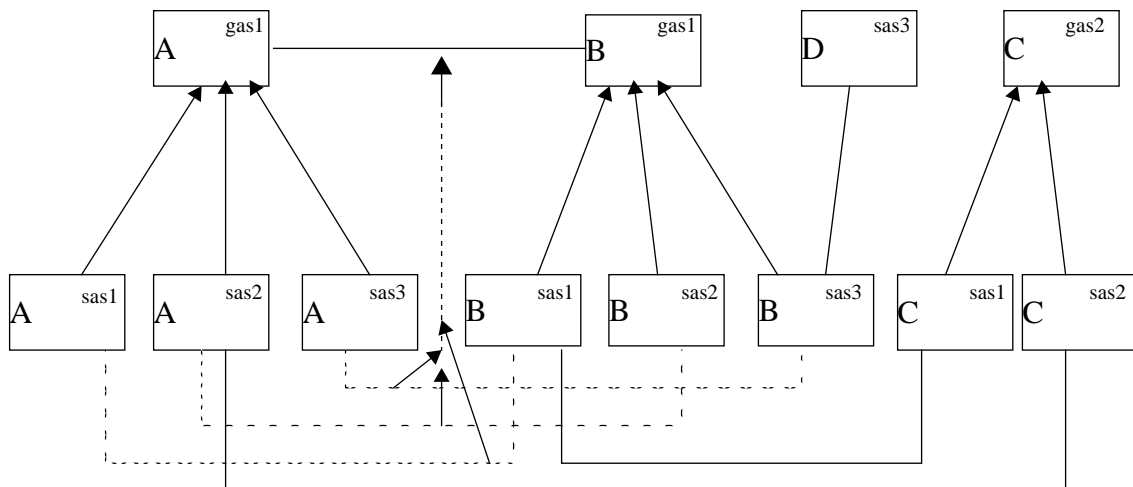 A gas1
B gas1
D sas3
C gas2
A sas1
A sas2
A sas3
B sas1
B sas2
B sas3
C sas1
C sas2